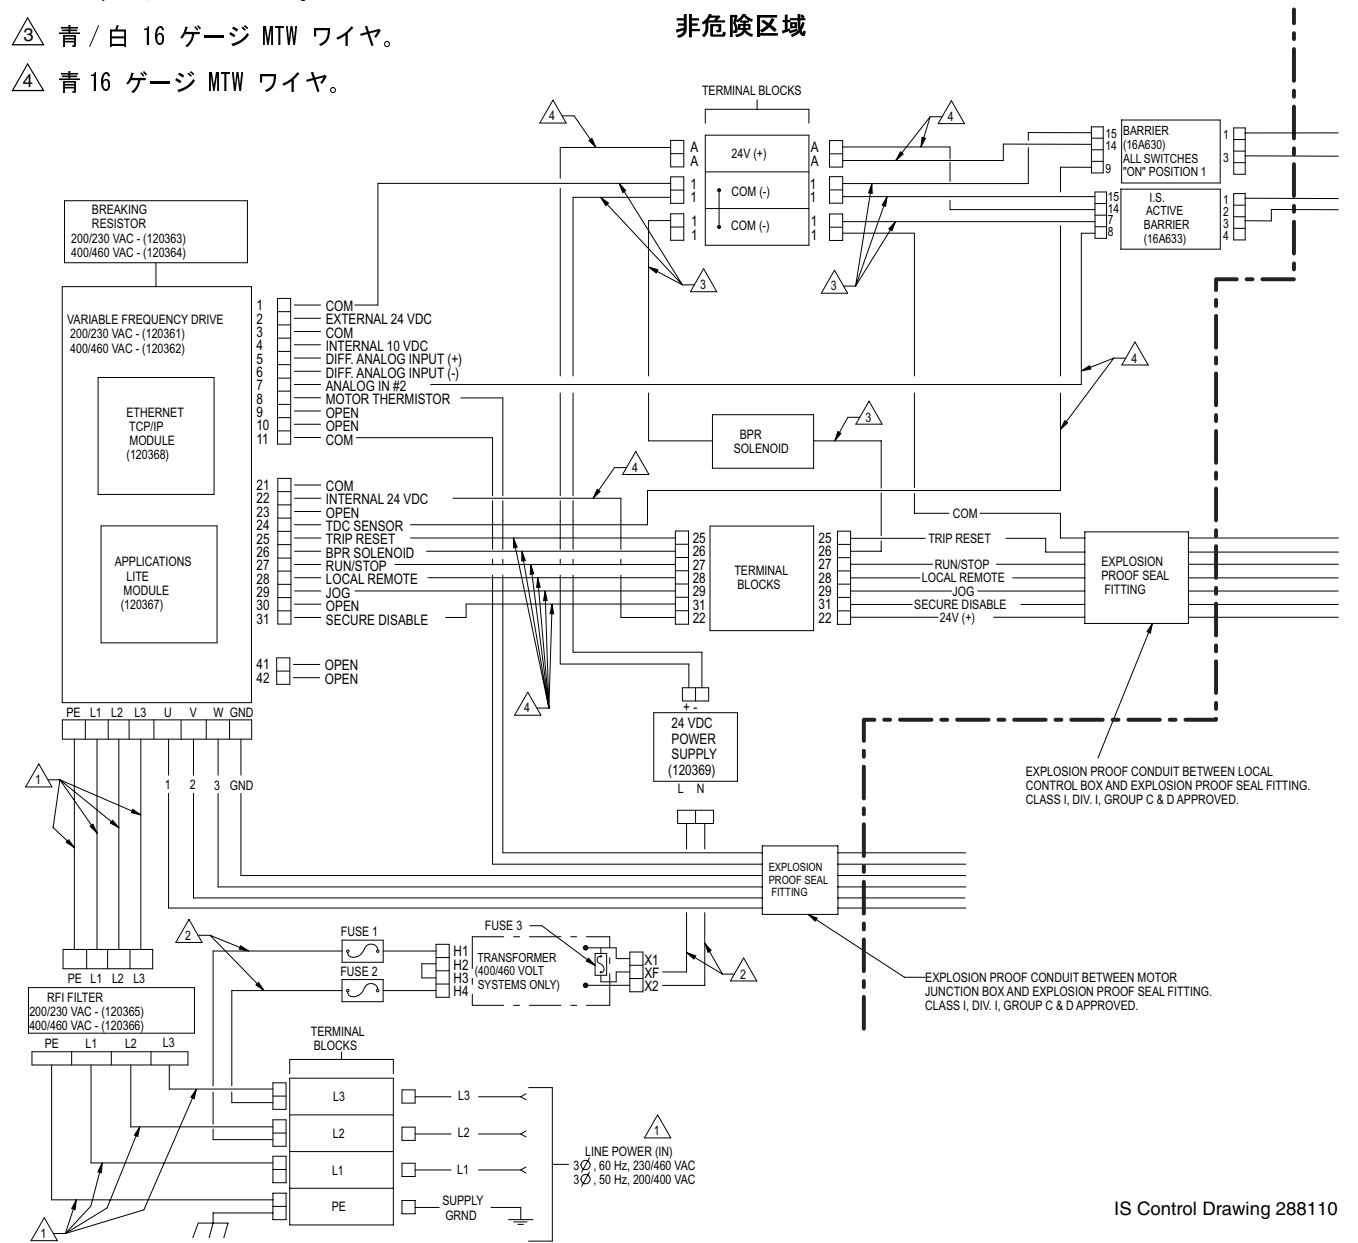 3 青 / 白 16 ゲージ MTW ワイヤ。
4 青 16 ゲージ MTW ワイヤ。
非危険区域
TERMINAL BLOCKS
4
4
A
A
24V (+)
A
A
1
1
COM (-)
1
1
1
1
COM (-)
1
1
3
3
15
14
9
BARRIER
(16A630)
ALL SWITCHES
"ON" POSITION 1
1
3
15
14
7
8
I.S.
ACTIVE
BARRIER
(16A633)
1
2
3
4
BREAKING
RESISTOR
200/230 VAC - (120363)
400/460 VAC - (120364)
VARIABLE FREQUENCY DRIVE
200/230 VAC - (120361)
400/460 VAC - (120362)
ETHERNET
TCP/IP
MODULE
(120368)
APPLICATIONS
LITE
MODULE
(120367)
1 COM
2 EXTERNAL 24 VDC
3 COM
4 INTERNAL 10 VDC
5 DIFF. ANALOG INPUT (+)
6 DIFF. ANALOG INPUT (-)
7 ANALOG IN #2
8 MOTOR THERMISTOR
9 OPEN
10 OPEN
11 COM
4
BPR
SOLENOID
3
4
21 COM
22 INTERNAL 24 VDC
23 OPEN
24 TDC SENSOR
25 TRIP RESET
26 BPR SOLENOID
27 RUN/STOP
28 LOCAL REMOTE
29 JOG
30 OPEN
31 SECURE DISABLE
41 OPEN
42 OPEN
4
25
26
27
28
29
31
22
TERMINAL
BLOCKS
COM
25 TRIP RESET
26
27 RUN/STOP
28 LOCAL REMOTE
29 JOG
31 SECURE DISABLE
22 24V (+)
EXPLOSION
PROOF SEAL
FITTING
PE L1 L2 L3 U V W GND
1 2 3 GND
1
+ -
24 VDC
POWER
SUPPLY
(120369)
L N
EXPLOSION PROOF CONDUIT BETWEEN LOCAL
CONTROL BOX AND EXPLOSION PROOF SEAL FITTING.
CLASS I, DIV. I, GROUP C & D APPROVED.
EXPLOSION
PROOF SEAL
FITTING
2
FUSE 1
FUSE 2
H1
H2
H3
H4
FUSE 3
TRANSFORMER
(400/460 VOLT
SYSTEMS ONLY)
X1
XF
X2
2
EXPLOSION PROOF CONDUIT BETWEEN MOTOR
JUNCTION BOX AND EXPLOSION PROOF SEAL FITTING.
CLASS I, DIV. I, GROUP C & D APPROVED.
PE L1 L2 L3
RFI FILTER
200/230 VAC - (120365)
400/460 VAC - (120366)
PE L1 L2 L3
TERMINAL
BLOCKS
L3 L3
L2 L2
L1 L1
PE SUPPLY
GRND
1
1
LINE POWER (IN)
3Ø , 60 Hz, 230/460 VAC
3Ø , 50 Hz, 200/400 VAC
IS Control Drawing 288110